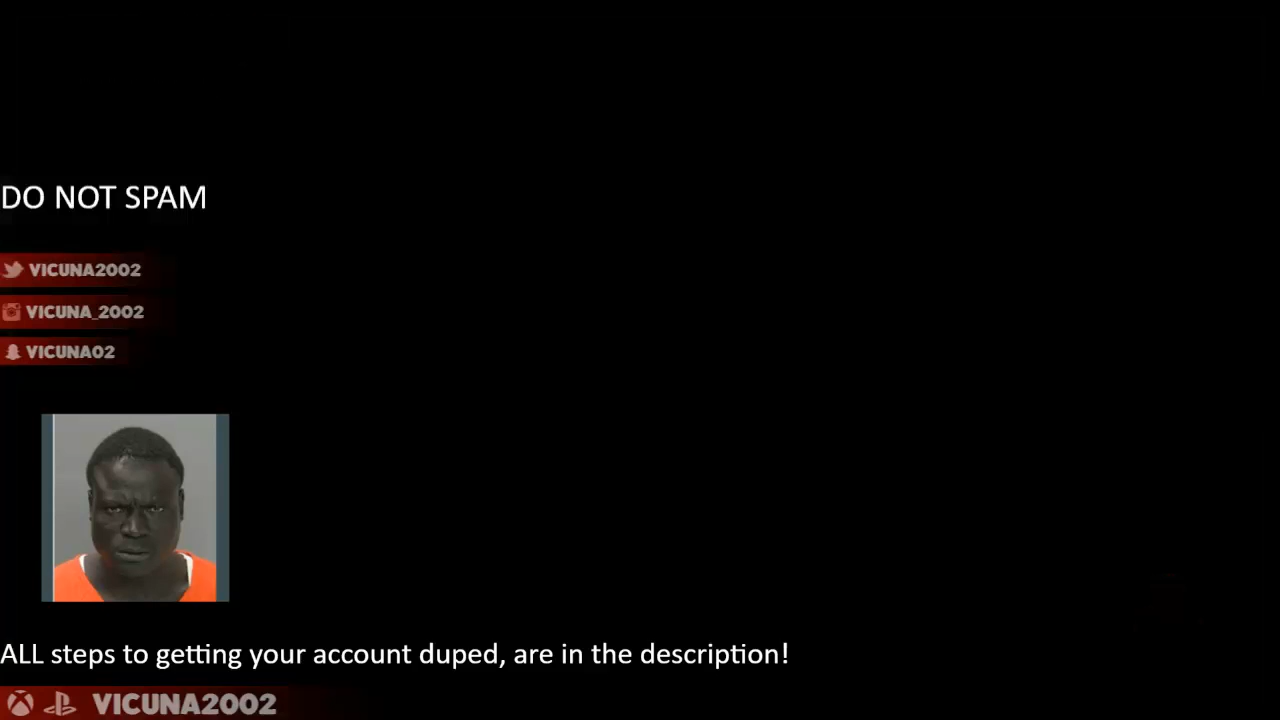 DO NOT SPAM
VICUNA2002
VICUNA_2002
VICUNA02
ALL steps to getting your account duped, are in the description!
VICUNA2002